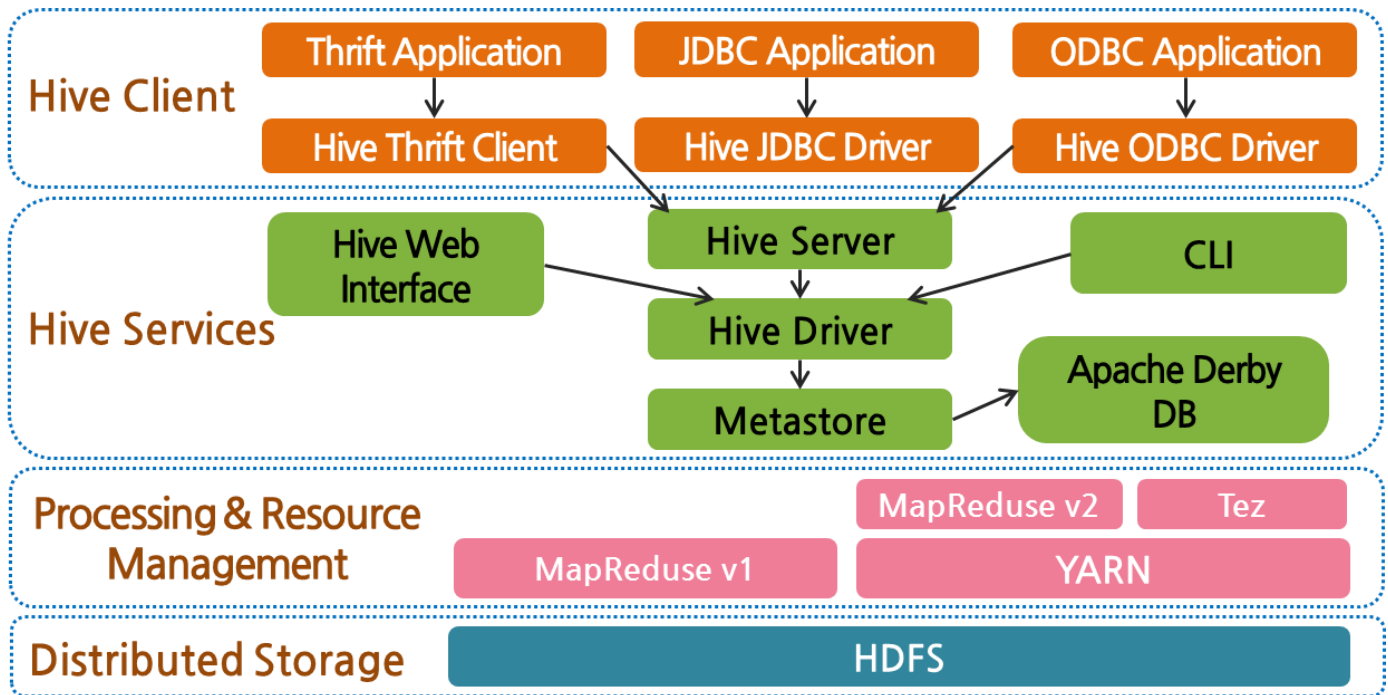 Hive Client
Thrift Application
JDBC Application
ODBC Application
Hive Thrift Client
Hive JDBC Driver
Hive ODBC Driver
Hive Services
Hive Web
Interface
Hive Server
CLI
Hive Driver
Metastore
Apache Derby
DB
Processing & Resource
Management
MapReduse v2
Tez
MapReduse v1
YARN
Distributed Storage
HDFS